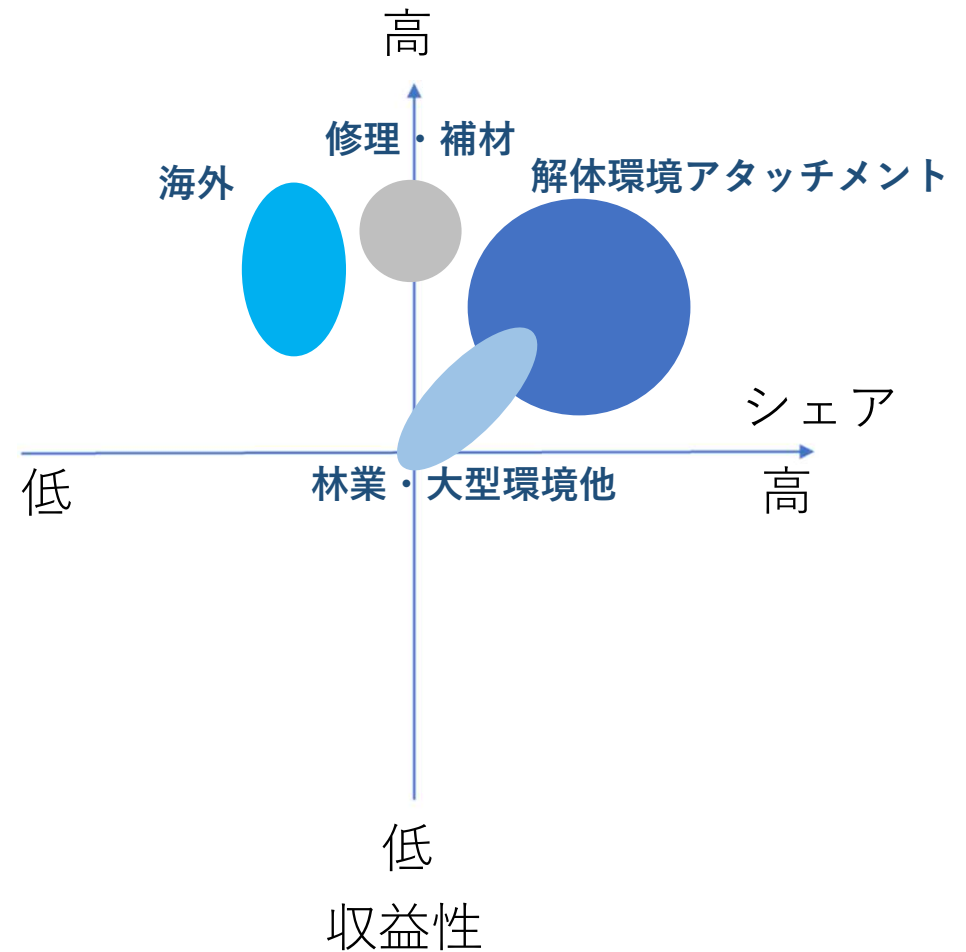 高
修理・補材
海外
解体環境アタッチメント
シェア
低
林業・大型環境他
高
低
収益性